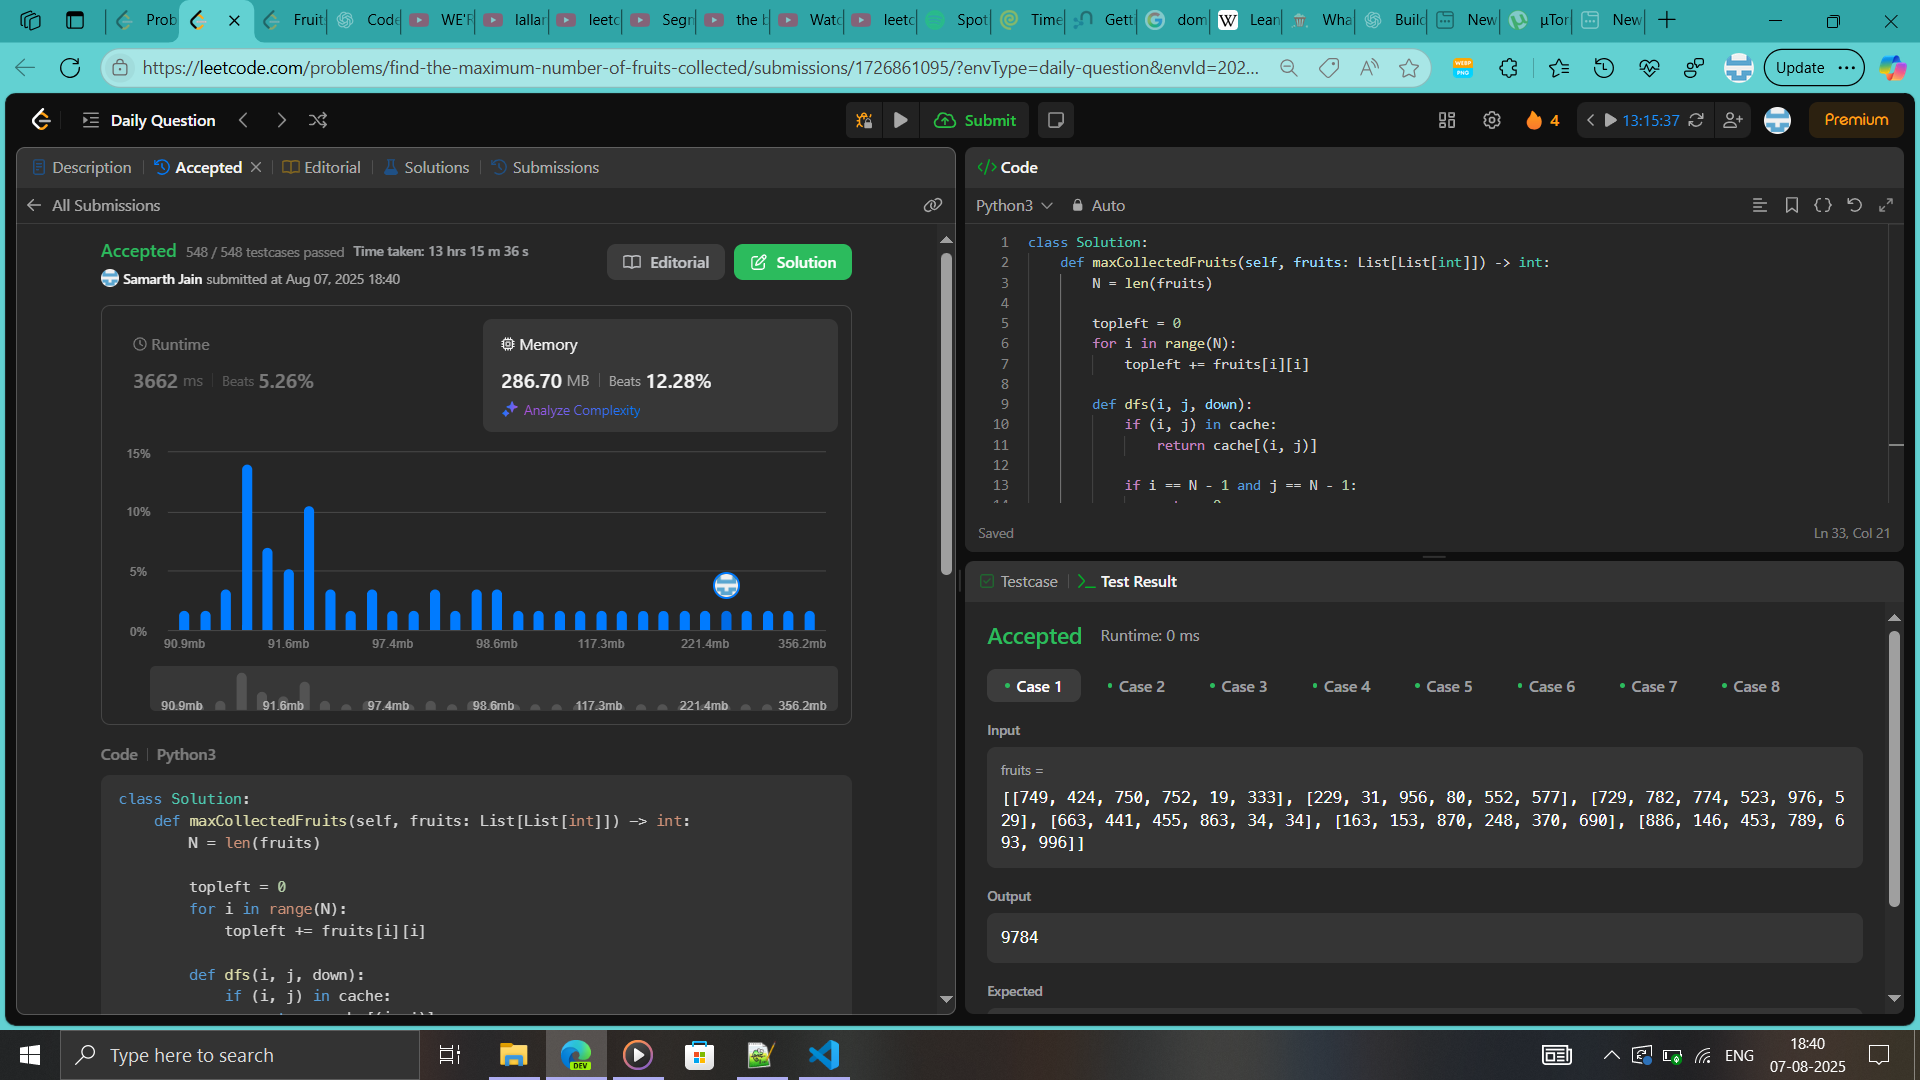 Prob
Fruit
Code
WE'R
lallar
leetc
Segn
the b
Watc
leetc
Spot
Time
Gett
dom
Lear
Wha
Build
New
µTor
New
https://leetcode.com/problems/find-the-maximum-number-of-fruits-collected/submissions/1726861095/?envType=daily-question&envId=202...
Update
Daily Question
Submit
4
13:15:37
Premium
Description
Accepted
Editorial
Solutions
Submissions
All Submissions
Accepted 548 / 548 testcases passed Time taken: 13 hrs 15 m 36 s
Samarth Jain submitted at Aug 07, 2025 18:40
Editorial
Solution
Runtime
3662 ms Beats 5.26%
Memory
286.70 MB Beats 12.28%
Analyze Complexity
15%
10%
5%
0%
90.9mb 91.6mb 97.4mb 98.6mb 117.3mb 221.4mb 356.2mb
90.9mb 91.6mb 97.4mb 98.6mb 117.3mb 221.4mb 356.2mb
Code Python3
class Solution:
def maxCollectedFruits(self, fruits: List[List[int]]) -> int:
N = len(fruits)
topleft = 0
for i in range(N):
topleft += fruits[i][i]
def dfs(i, j, down):
if (i, j) in cache:
</> Code
Python3 Auto
1 class Solution:
2 def maxCollectedFruits(self, fruits: List[List[int]]) -> int:
3 N = len(fruits)
4
5 topleft = 0
6 for i in range(N):
7 topleft += fruits[i][i]
8
9 def dfs(i, j, down):
10 if (i, j) in cache:
11 return cache[(i, j)]
12
13 if i == N - 1 and j == N - 1:
Saved
Ln 33, Col 21
Testcase
Test Result
Accepted Runtime: 0 ms
Case 1 Case 2 Case 3 Case 4 Case 5 Case 6 Case 7 Case 8
Input
fruits =
[[749, 424, 750, 752, 19, 333], [229, 31, 956, 80, 552, 577], [729, 782, 774, 523, 976, 5
29], [663, 441, 455, 863, 34, 34], [163, 153, 870, 248, 370, 690], [886, 146, 453, 789, 6
93, 996]]
Output
9784
Expected
Type here to search
DEV
ENG
18:40
07-08-2025